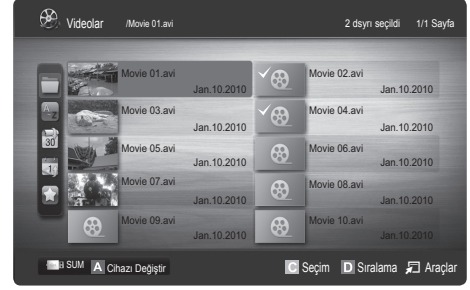 Videolar /Movie 01.avi 2 dsyrı seçildi 1/1 Sayfa
Movie 01.avi
Jan.10.2010
Movie 02.avi
Jan.10.2010
Movie 03.avi
Jan.10.2010
Movie 04.avi
Jan.10.2010
Movie 05.avi
Jan.10.2010
Movie 06.avi
Jan.10.2010
Movie 07.avi
Jan.10.2010
Movie 08.avi
Jan.10.2010
Movie 09.avi
Jan.10.2010
Movie 10.avi
Jan.10.2010
A Z
30
1
SUM A Cihazı Değiştir C Seçim D Sıralama Araçlar